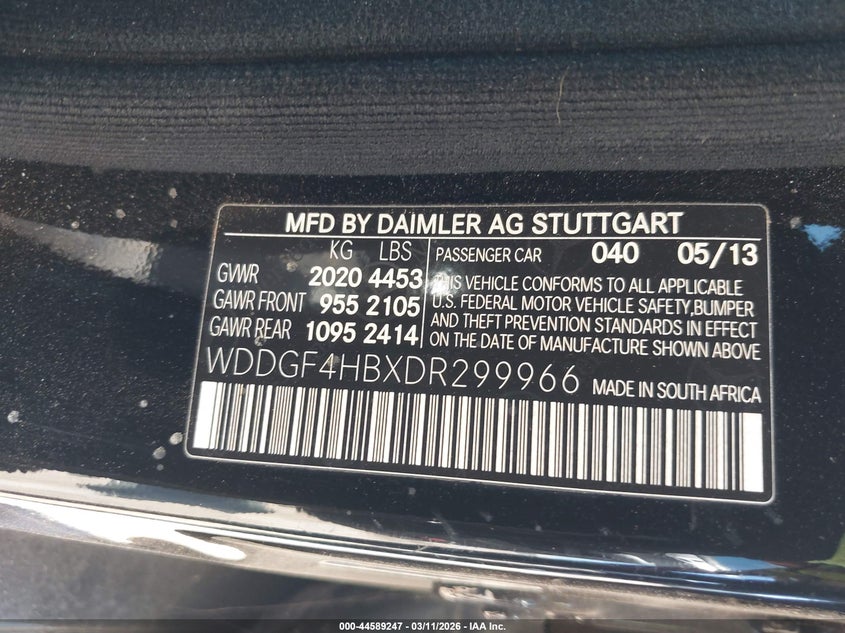 MFD BY DAIMLER AG STUTTGART
KG LBS
GVWR 2020 4453
GAWR FRONT 955 2105
GAWR REAR 1095 2414
PASSENGER CAR 040 05/13
THIS VEHICLE CONFORMS TO ALL APPLICABLE
U.S. FEDERAL MOTOR VEHICLE SAFETY,BUMPER
AND THEFT PREVENTION STANDARDS IN EFFECT
ON THE DATE OF MANUFACTURE SHOWN ABOVE
WDDGF4HBXDR299966 MADE IN SOUTH AFRICA
000-44589247 - 03/11/2026 - IAA Inc.